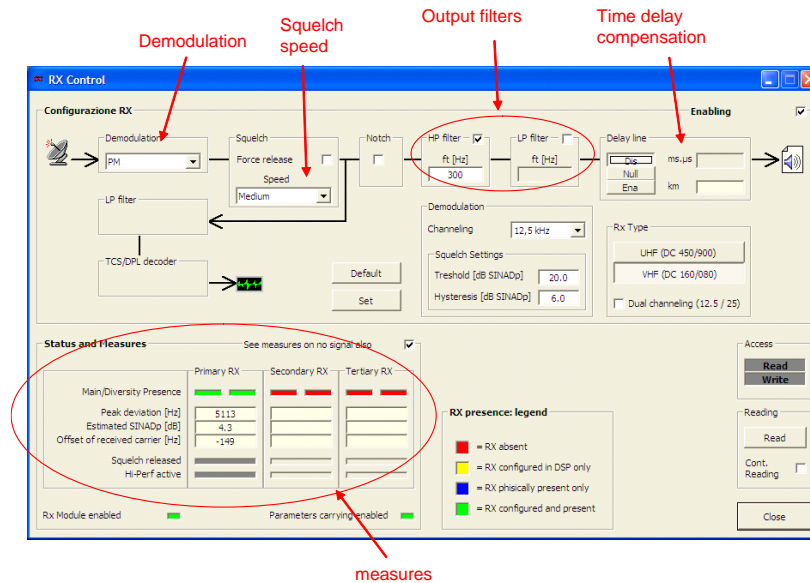 Output filters
Time delay
compensation
Squelch
speed
Demodulation
RX Control
Configurazione RX
Enabling
Demodulation
PM
Squelch
Force release
Speed
Medium
Notch
HP filter
ft [Hz]
300
LP filter
ft [Hz]
Delay line
Dis
Null
Ena
ms.µs
km
LP filter
TCS/DPL decoder
Default
Set
Demodulation
Channeling
12,5 kHz
Squelch Settings
Treshold [dB SINADp]
20.0
Hysteresis [dB SINADp]
6.0
Rx Type
UHF (DC 450/900)
VHF (DC 160/080)
Dual channeling (12.5 / 25)
Status and Measures
See measures on no signal also
Primary RX
Secondary RX
Tertiary RX
Main/Diversity Presence
Peak deviation [Hz]
5113
Estimated SINADp [dB]
4.3
Offset of received carrier [Hz]
-149
Squelch released
Hi-Perf active
Rx Module enabled
Parameters carrying enabled
RX presence: legend
= RX absent
= RX configured in DSP only
= RX phisically present only
= RX configured and present
Access
Read
Write
Reading
Read
Cont.
Reading
Close
measures